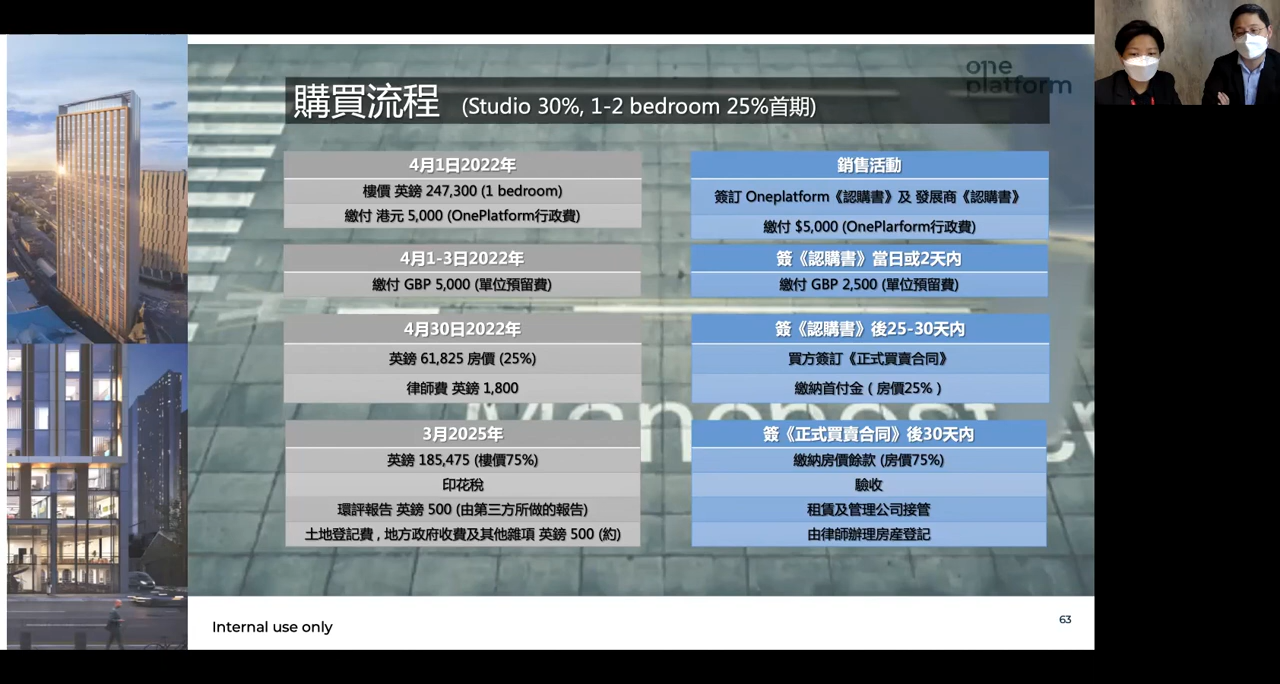 one
platform
購買流程 (Studio 30%, 1-2 bedroom 25%首期)
4月1日2022年
樓價 英鎊 247,300 (1 bedroom)
繳付 港元 5,000 (OnePlatform行政費)
4月1-3日2022年
繳付 GBP 5,000 (單位預留費)
4月30日2022年
英鎊 61,825 房價 (25%)
律師費 英鎊 1,800
3月2025年
英鎊 185,475 (樓價75%)
印花稅
環評報告 英鎊 500 (由第三方所做的報告)
土地登記費 , 地方政府收費及其他雜項 英鎊 500 (約)
銷售活動
簽訂 Oneplatform《認購書》及 發展商《認購書》
繳付 $5,000 (OnePlarform行政費)
簽《認購書》當日或2天內
繳付 GBP 2,500 (單位預留費)
簽《認購書》後25-30天內
買方簽訂《正式買賣合同》
繳納首付金 ( 房價25% )
簽《正式買賣合同》後30天內
繳納房價餘款 (房價75%)
驗收
租賃及管理公司接管
由律師辦理房產登記
Internal use only
63